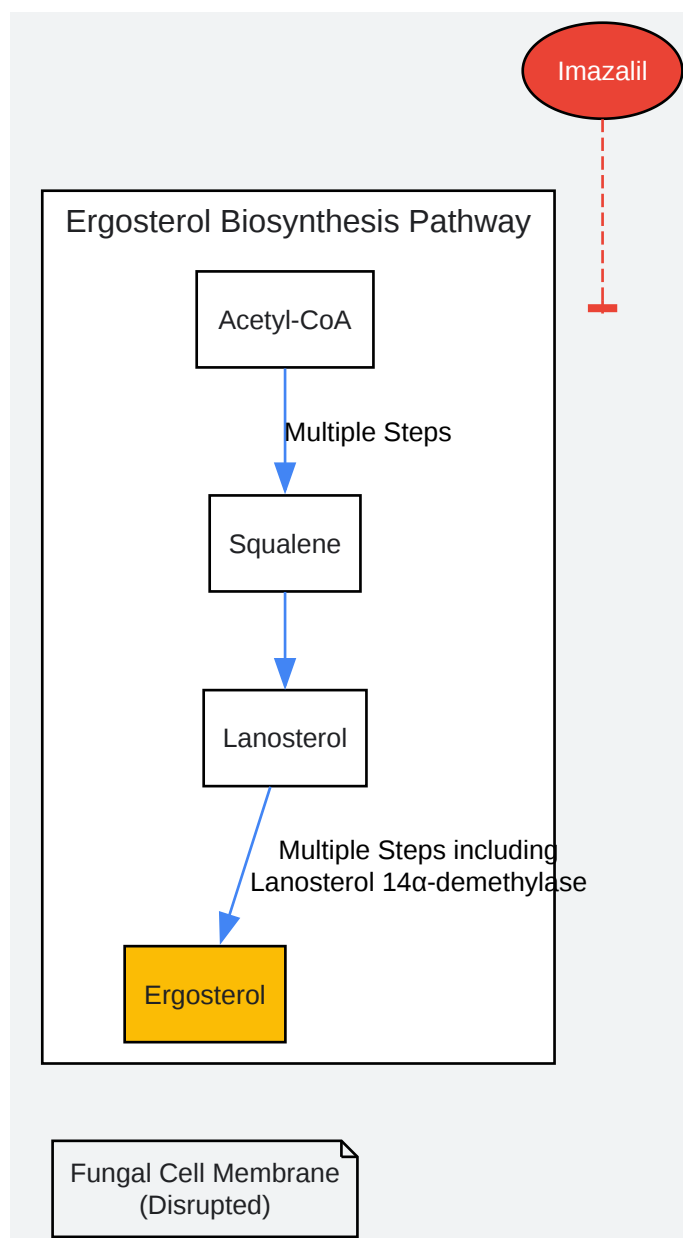 Imazalil
Ergosterol Biosynthesis Pathway
Acetyl-CoA
Multiple Steps
Squalene
Lanosterol
Multiple Steps including
Lanosterol 14α-demethylase
Ergosterol
Fungal Cell Membrane
(Disrupted)